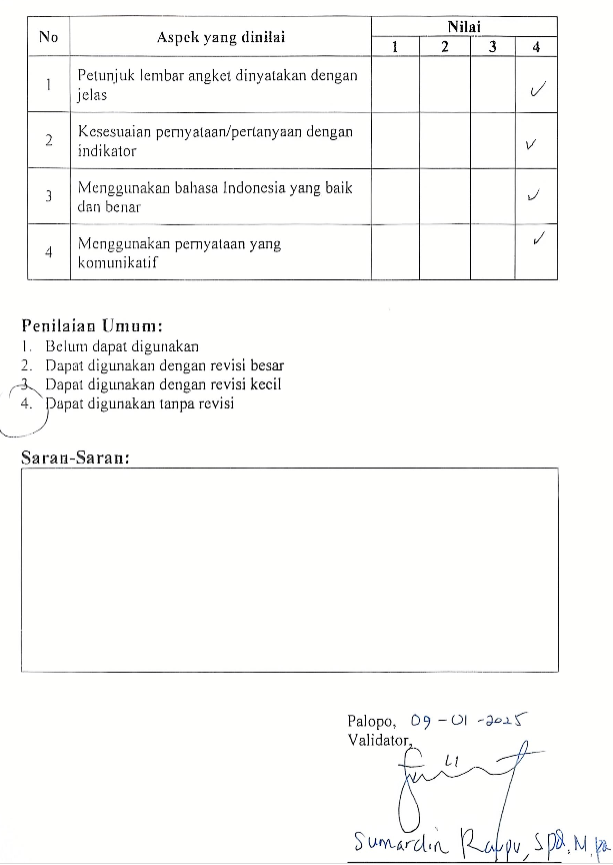 No Aspek yang dinilai Nilai
1 2 3 4
1 Petunjuk lembar angket dinyatakan dengan
jelas ✓
2 Kesesuaian pernyataan/pertanyaan dengan
indikator ✓
3 Menggunakan bahasa Indonesia yang baik
dan benar ✓
4 Menggunakan pernyataan yang ✓
komunikatif
Penilaian Umum:
1. Belum dapat digunakan
2. Dapat digunakan dengan revisi besar
3. Dapat digunakan dengan revisi kecil
4. Dapat digunakan tanpa revisi
Saran-Saran:
Palopo, 09-01-2025
Validator,
Sumardin Raupu, S.Pd., M.Pd